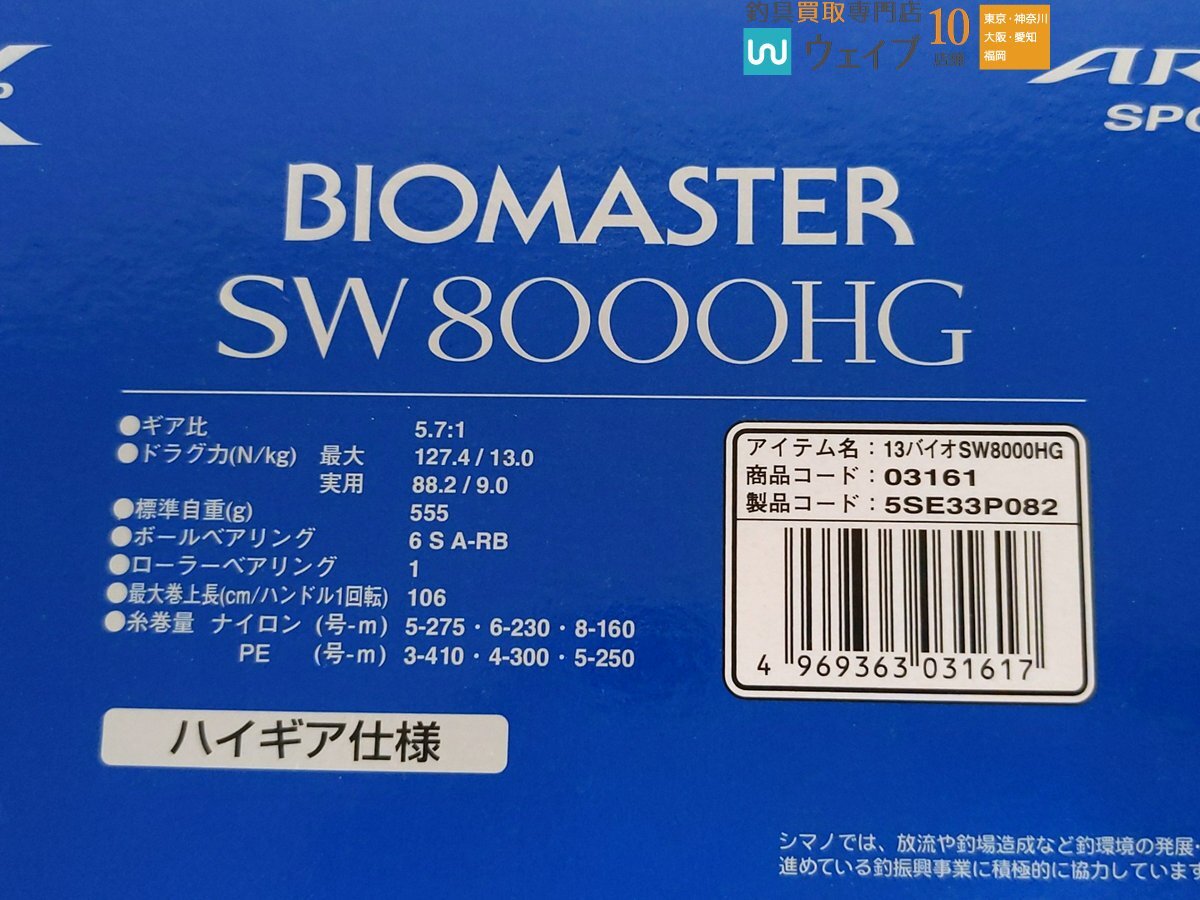 釣具買取専門店
ウェイブ
10
店舗
東京・神奈川
大阪・愛知
福岡
BIOMASTER
SW8000HG
●ギア比 5.7:1
●ドラグ力(N/kg) 最大 127.4 / 13.0
実用 88.2 / 9.0
●標準自重(g) 555
●ボールベアリング 6 S A-RB
●ローラーベアリング 1
●最大巻上長(cm/ハンドル1回転) 106
●糸巻量 ナイロン (号-m) 5-275・6-230・8-160
PE (号-m) 3-410・4-300・5-250
ハイギア仕様
アイテム名：13バイオSW8000HG
商品コード：03161
製品コード：5SE33P082
4 969363 031617
シマノでは、放流や釣場造成など釣環境の発展・
進めている釣振興事業に積極的に協力しています